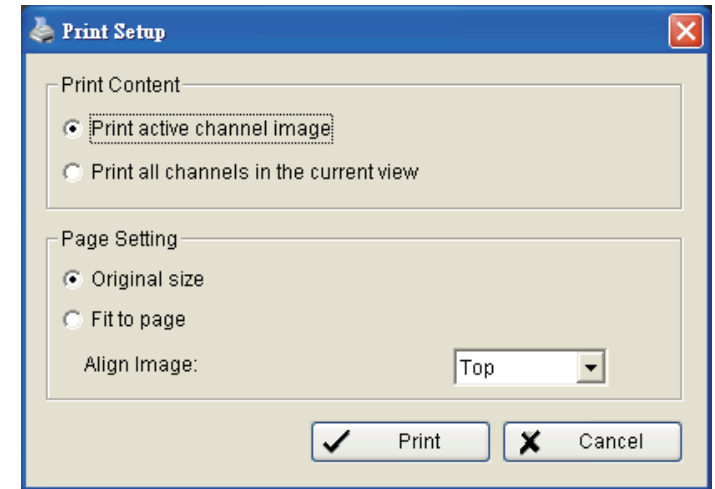 Print Setup
Print Content
Print active channel image
Print all channels in the current view
Page Setting
Original size
Fit to page
Align Image: Top
Print Cancel